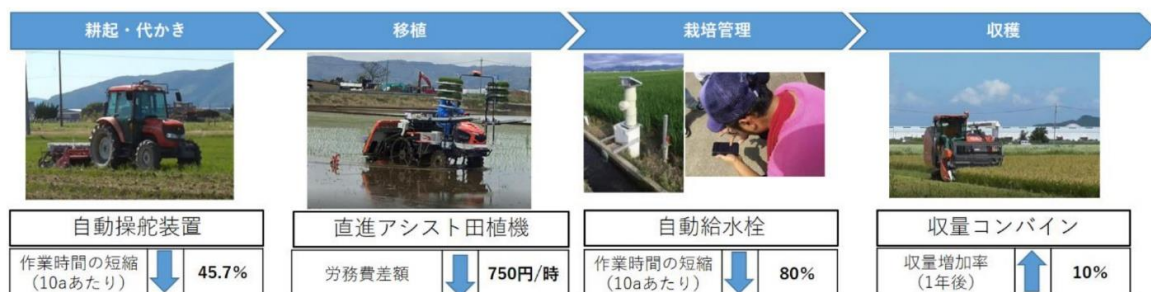 耕起・代かき
移植
栽培管理
収穫
自動操舵装置
直進アシスト田植機
自動給水栓
収量コンバイン
作業時間の短縮
(10aあたり)
45.7%
労務費差額
750円/時
作業時間の短縮
(10aあたり)
80%
収量増加率
(1年後)
10%